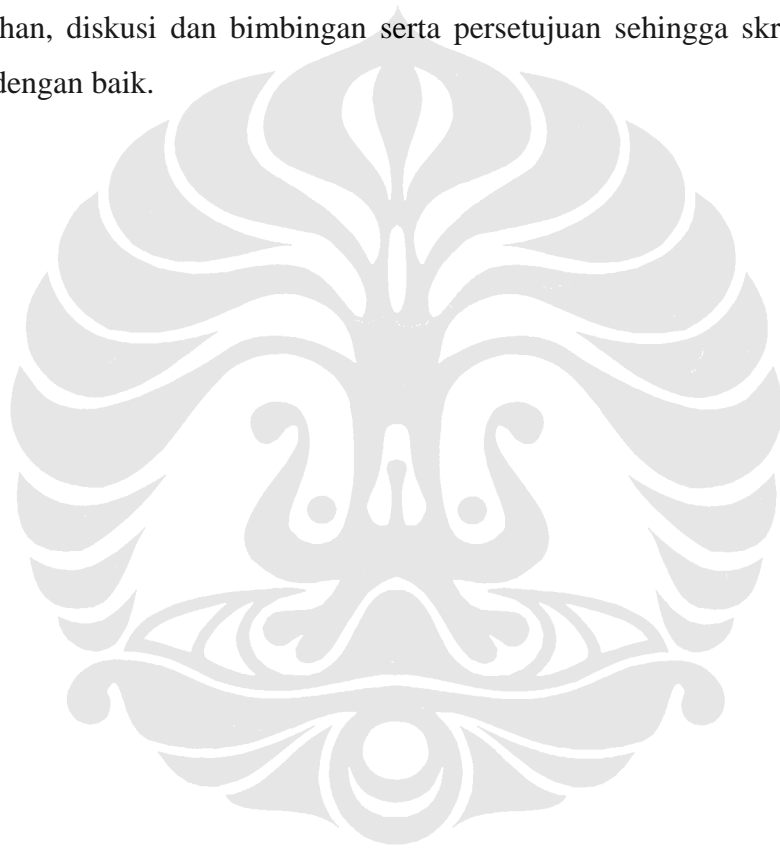 han, diskusi dan bimbingan serta persetujuan sehingga skr
dengan baik.